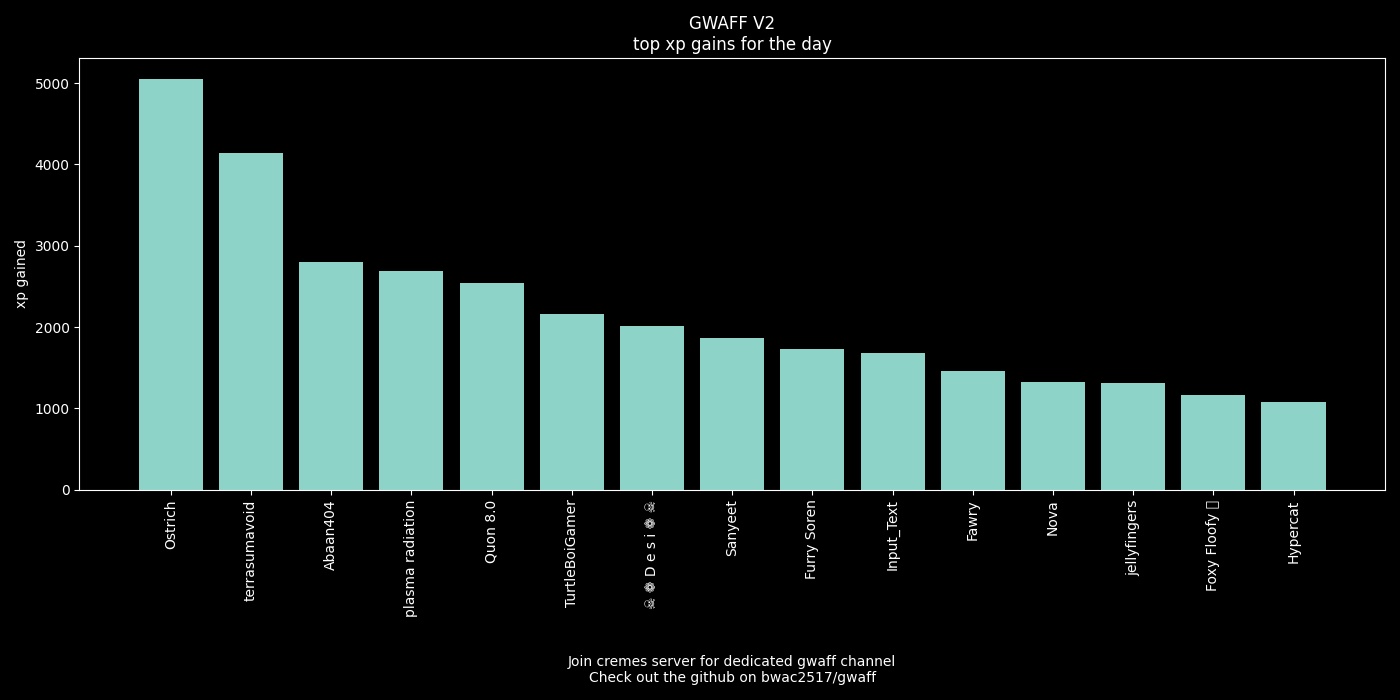 GWAFF V2
top xp gains for the day
xp gained
5000
4000
3000
2000
1000
0
Ostrich
terrasumavoid
Abaan404
plasma radiation
Quon 8.0
TurtleBoiGamer
☠ ❁ D e s i ❁ ☠
Sanyeet
Furry Soren
Input_Text
Fawry
Nova
jellyfingers
Foxy Floofy
Hypercat
Join cremes server for dedicated gwaff channel
Check out the github on bwac2517/gwaff